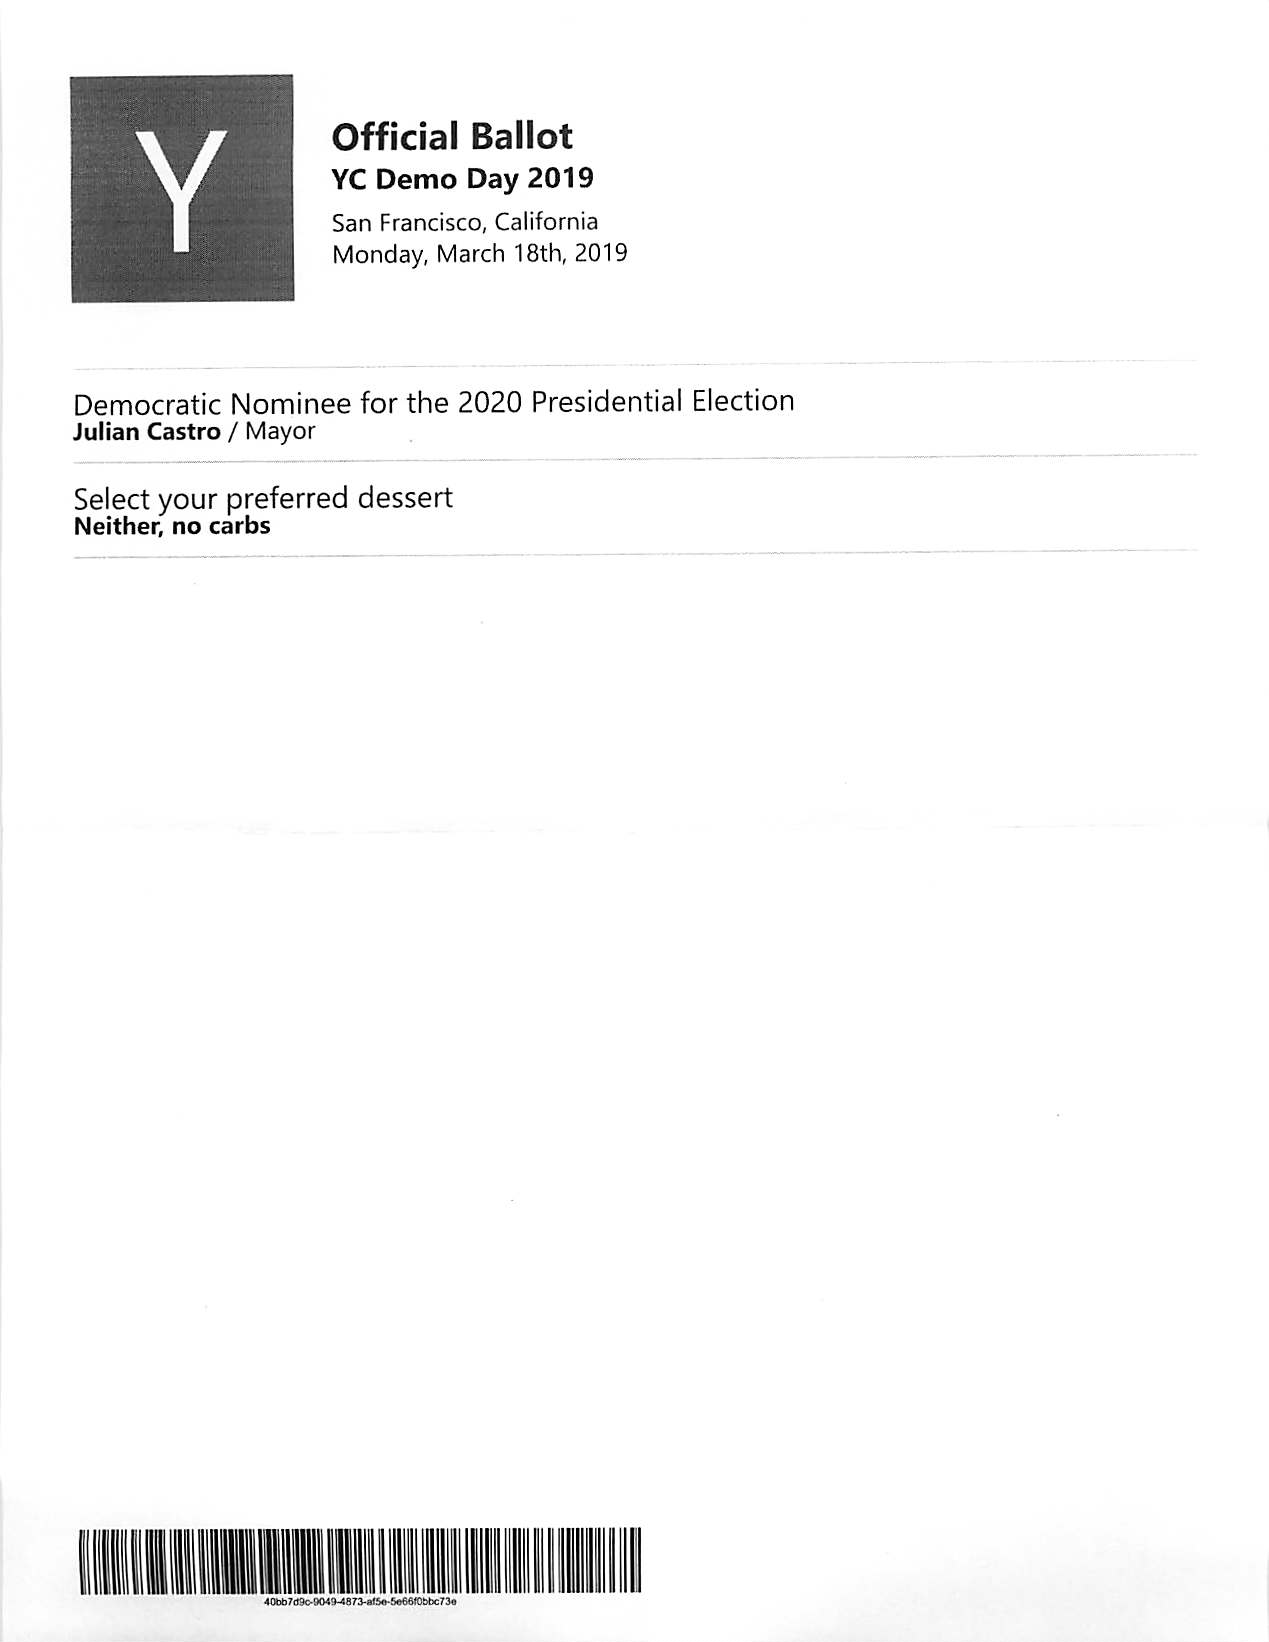 Y
Official Ballot
YC Demo Day 2019
San Francisco, California
Monday, March 18th, 2019
Democratic Nominee for the 2020 Presidential Election
Julian Castro / Mayor
Select your preferred dessert
Neither, no carbs
40bb7d9c-9049-4873-af5e-5e66f0bbc73e